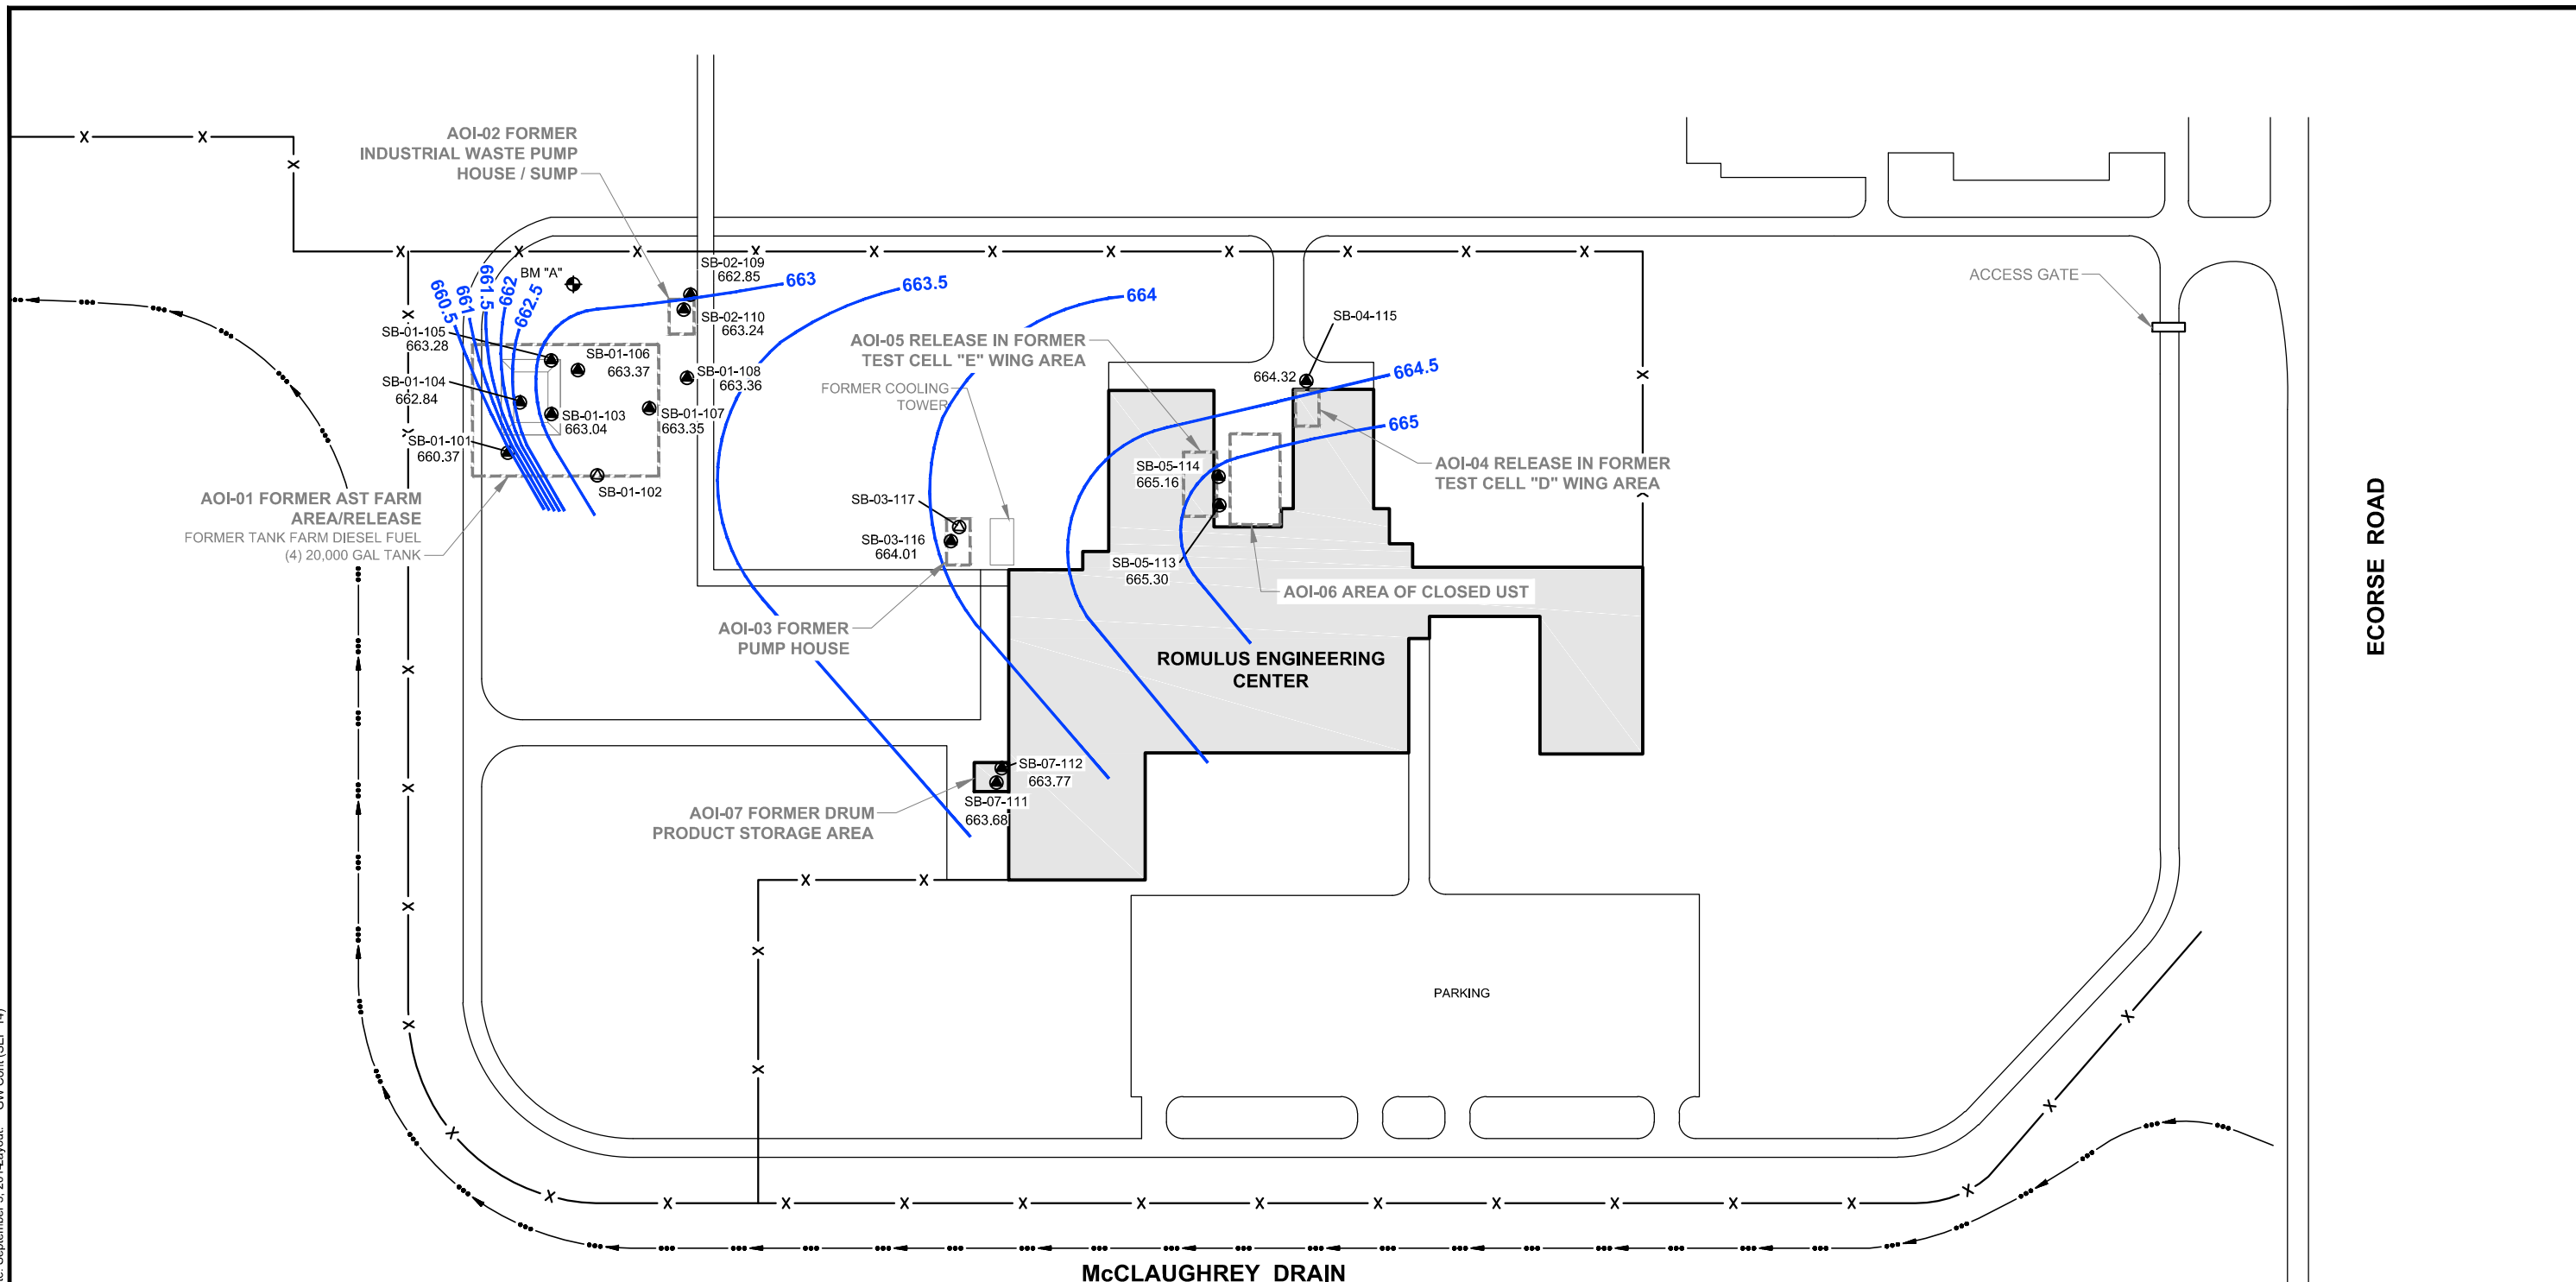 AOI-02 FORMER
INDUSTRIAL WASTE PUMP
HOUSE / SUMP
SB-02-109
662.85
BM "A"
663
663.5
664
660.5
661
661.5
662
662.5
ACCESS GATE
SB-02-110
663.24
SB-04-115
664.32
SB-01-105
663.28
SB-01-106
663.37
SB-01-108
663.36
AOI-05 RELEASE IN FORMER
TEST CELL "E" WING AREA
664.5
SB-01-104
662.84
FORMER COOLING
TOWER
SB-01-103
663.04
SB-01-107
663.35
665
SB-01-101
660.37
SB-05-114
665.16
AOI-04 RELEASE IN FORMER
TEST CELL "D" WING AREA
SB-01-102
AOI-01 FORMER AST FARM
AREA/RELEASE
FORMER TANK FARM DIESEL FUEL
(4) 20,000 GAL TANK
SB-03-117
SB-03-116
664.01
ECORSE ROAD
SB-05-113
665.30
AOI-06 AREA OF CLOSED UST
AOI-03 FORMER
PUMP HOUSE
ROMULUS ENGINEERING
CENTER
SB-07-112
663.77
SB-07-111
663.68
AOI-07 FORMER DRUM
PRODUCT STORAGE AREA
PARKING
McCLAUGHREY DRAIN